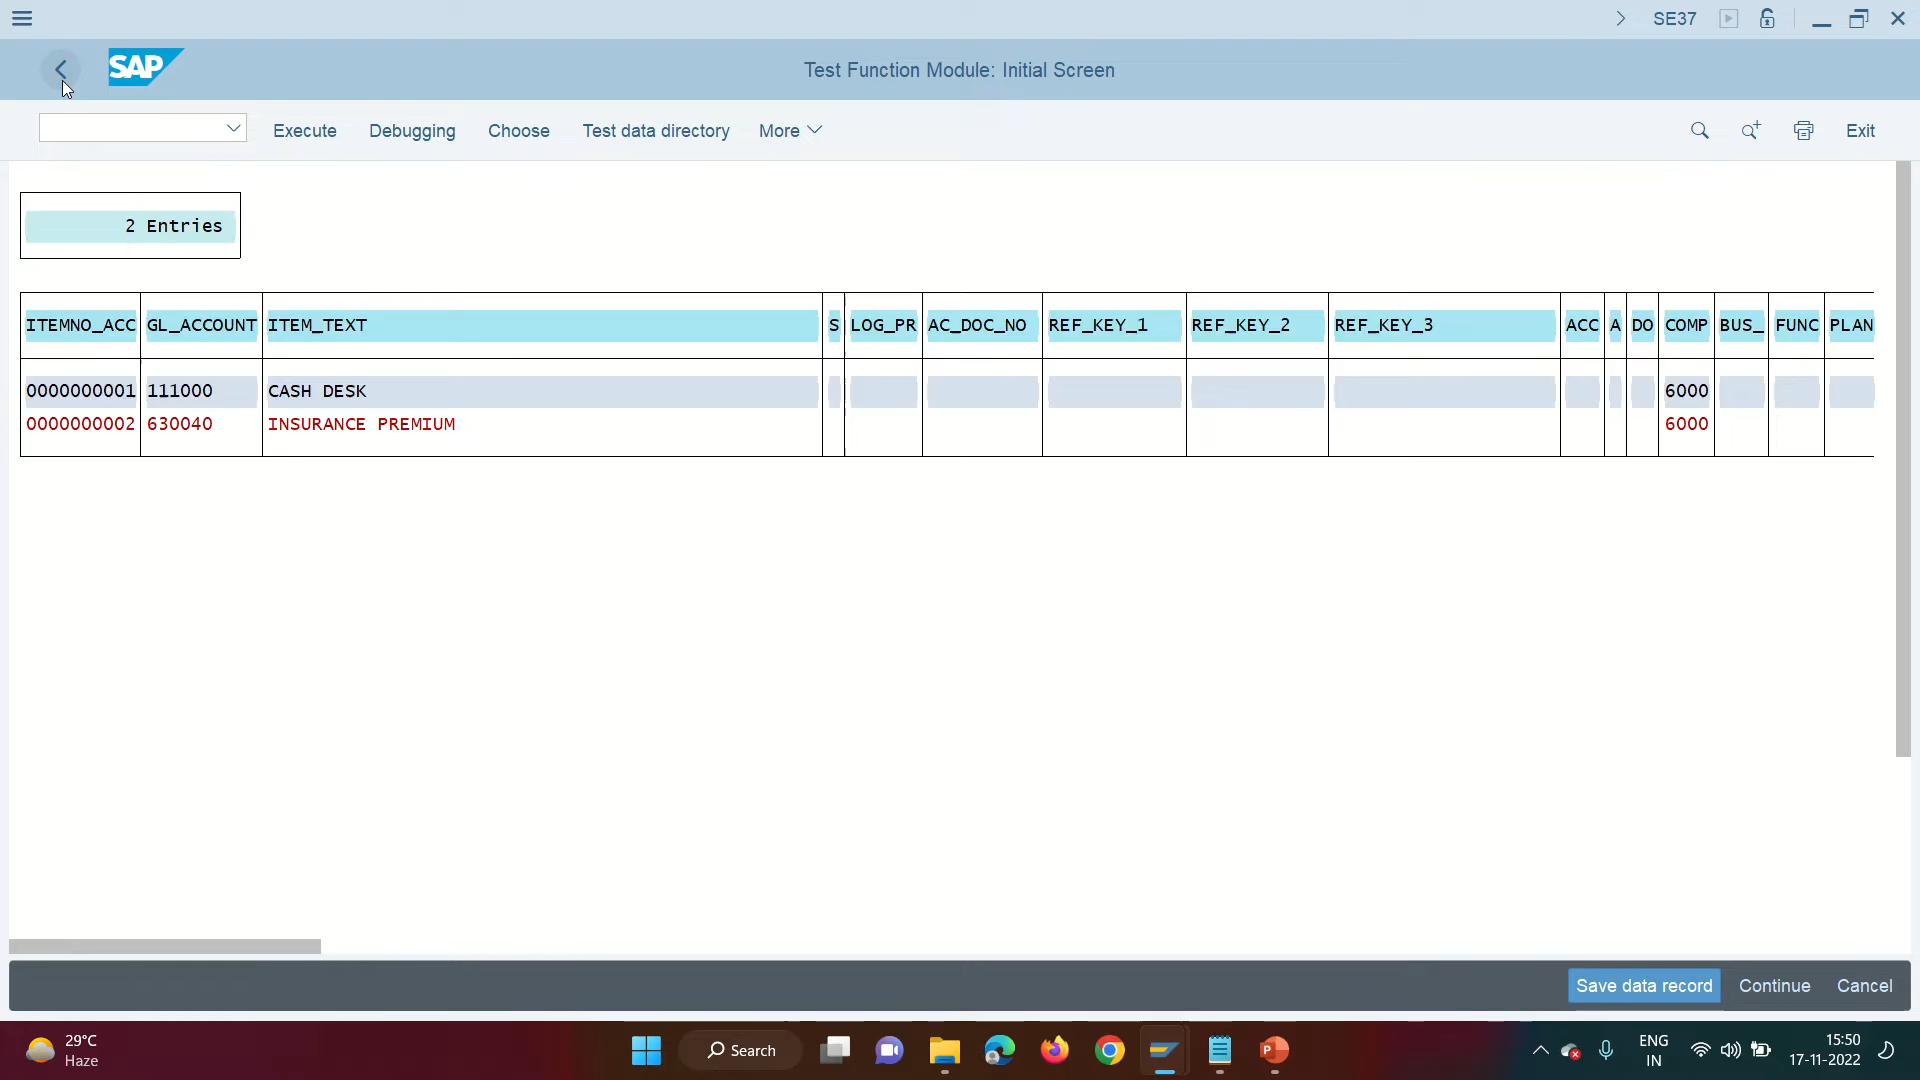 SE37
SAP
Test Function Module: Initial Screen
Execute Debugging Choose Test data directory More Exit
2 Entries
ITEMNO_ACC GL_ACCOUNT ITEM_TEXT S LOG_PR AC_DOC_NO REF_KEY_1 REF_KEY_2 REF_KEY_3 ACC A DO COMP BUS_ FUNC PLAN
0000000001 111000 CASH DESK 6000
0000000002 630040 INSURANCE PREMIUM 6000
Save data record Continue Cancel
29°C
Haze
Search
ENG
IN
15:50
17-11-2022